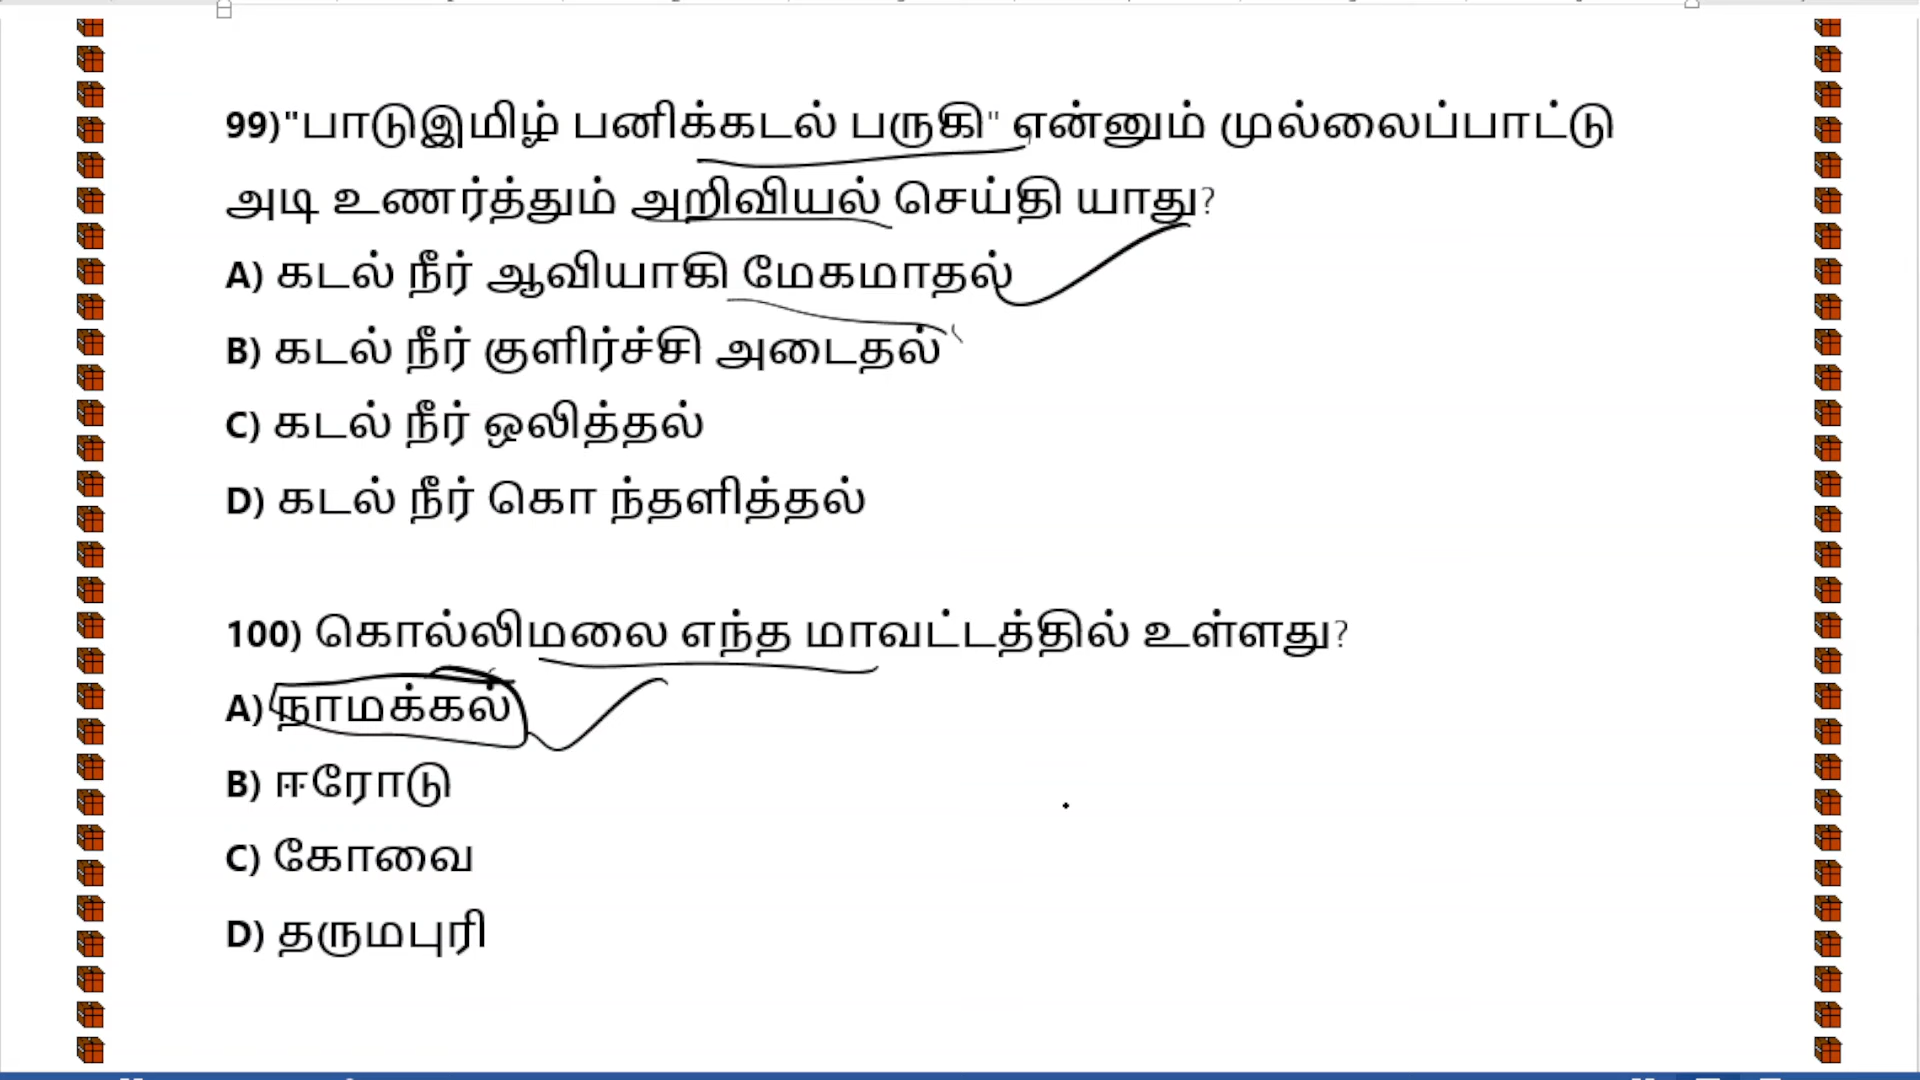 99)"பாடுஇமிழ் பனிக்கடல் பருகி" என்னும் முல்லைப்பாட்டு
அடி உணர்த்தும் அறிவியல் செய்தி யாது?
A) கடல் நீர் ஆவியாகி மேகமாதல்
B) கடல் நீர் குளிர்ச்சி அடைதல்
C) கடல் நீர் ஒலித்தல்
D) கடல் நீர் கொ ந்தளித்தல்
100) கொல்லிமலை எந்த மாவட்டத்தில் உள்ளது?
A) நாமக்கல்
B) ஈரோடு
C) கோவை
D) தருமபுரி